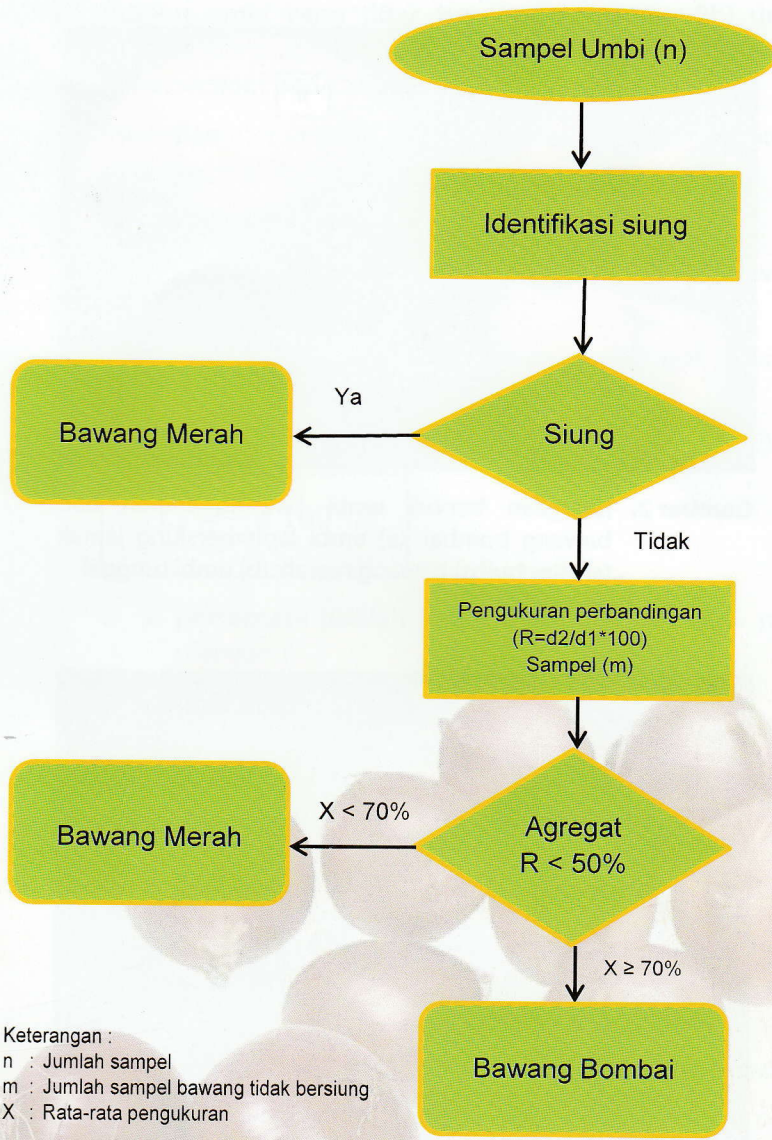 Sampel Umbi (n)
Identifikasi siung
Siung
Ya
Bawang Merah
Tidak
Pengukuran perbandingan
(R=d2/d1*100)
Sampel (m)
Agregat
R < 50%
X < 70%
Bawang Merah
X ≥ 70%
Bawang Bombai
Keterangan :
n : Jumlah sampel
m : Jumlah sampel bawang tidak bersiung
X : Rata-rata pengukuran